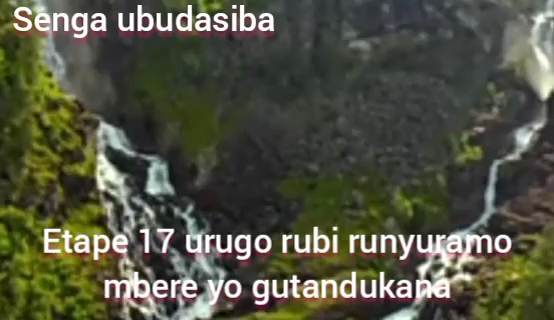 Senga ubudasiba
Etape 17 urugo rubi runyuramo
mbere yo gutandukana